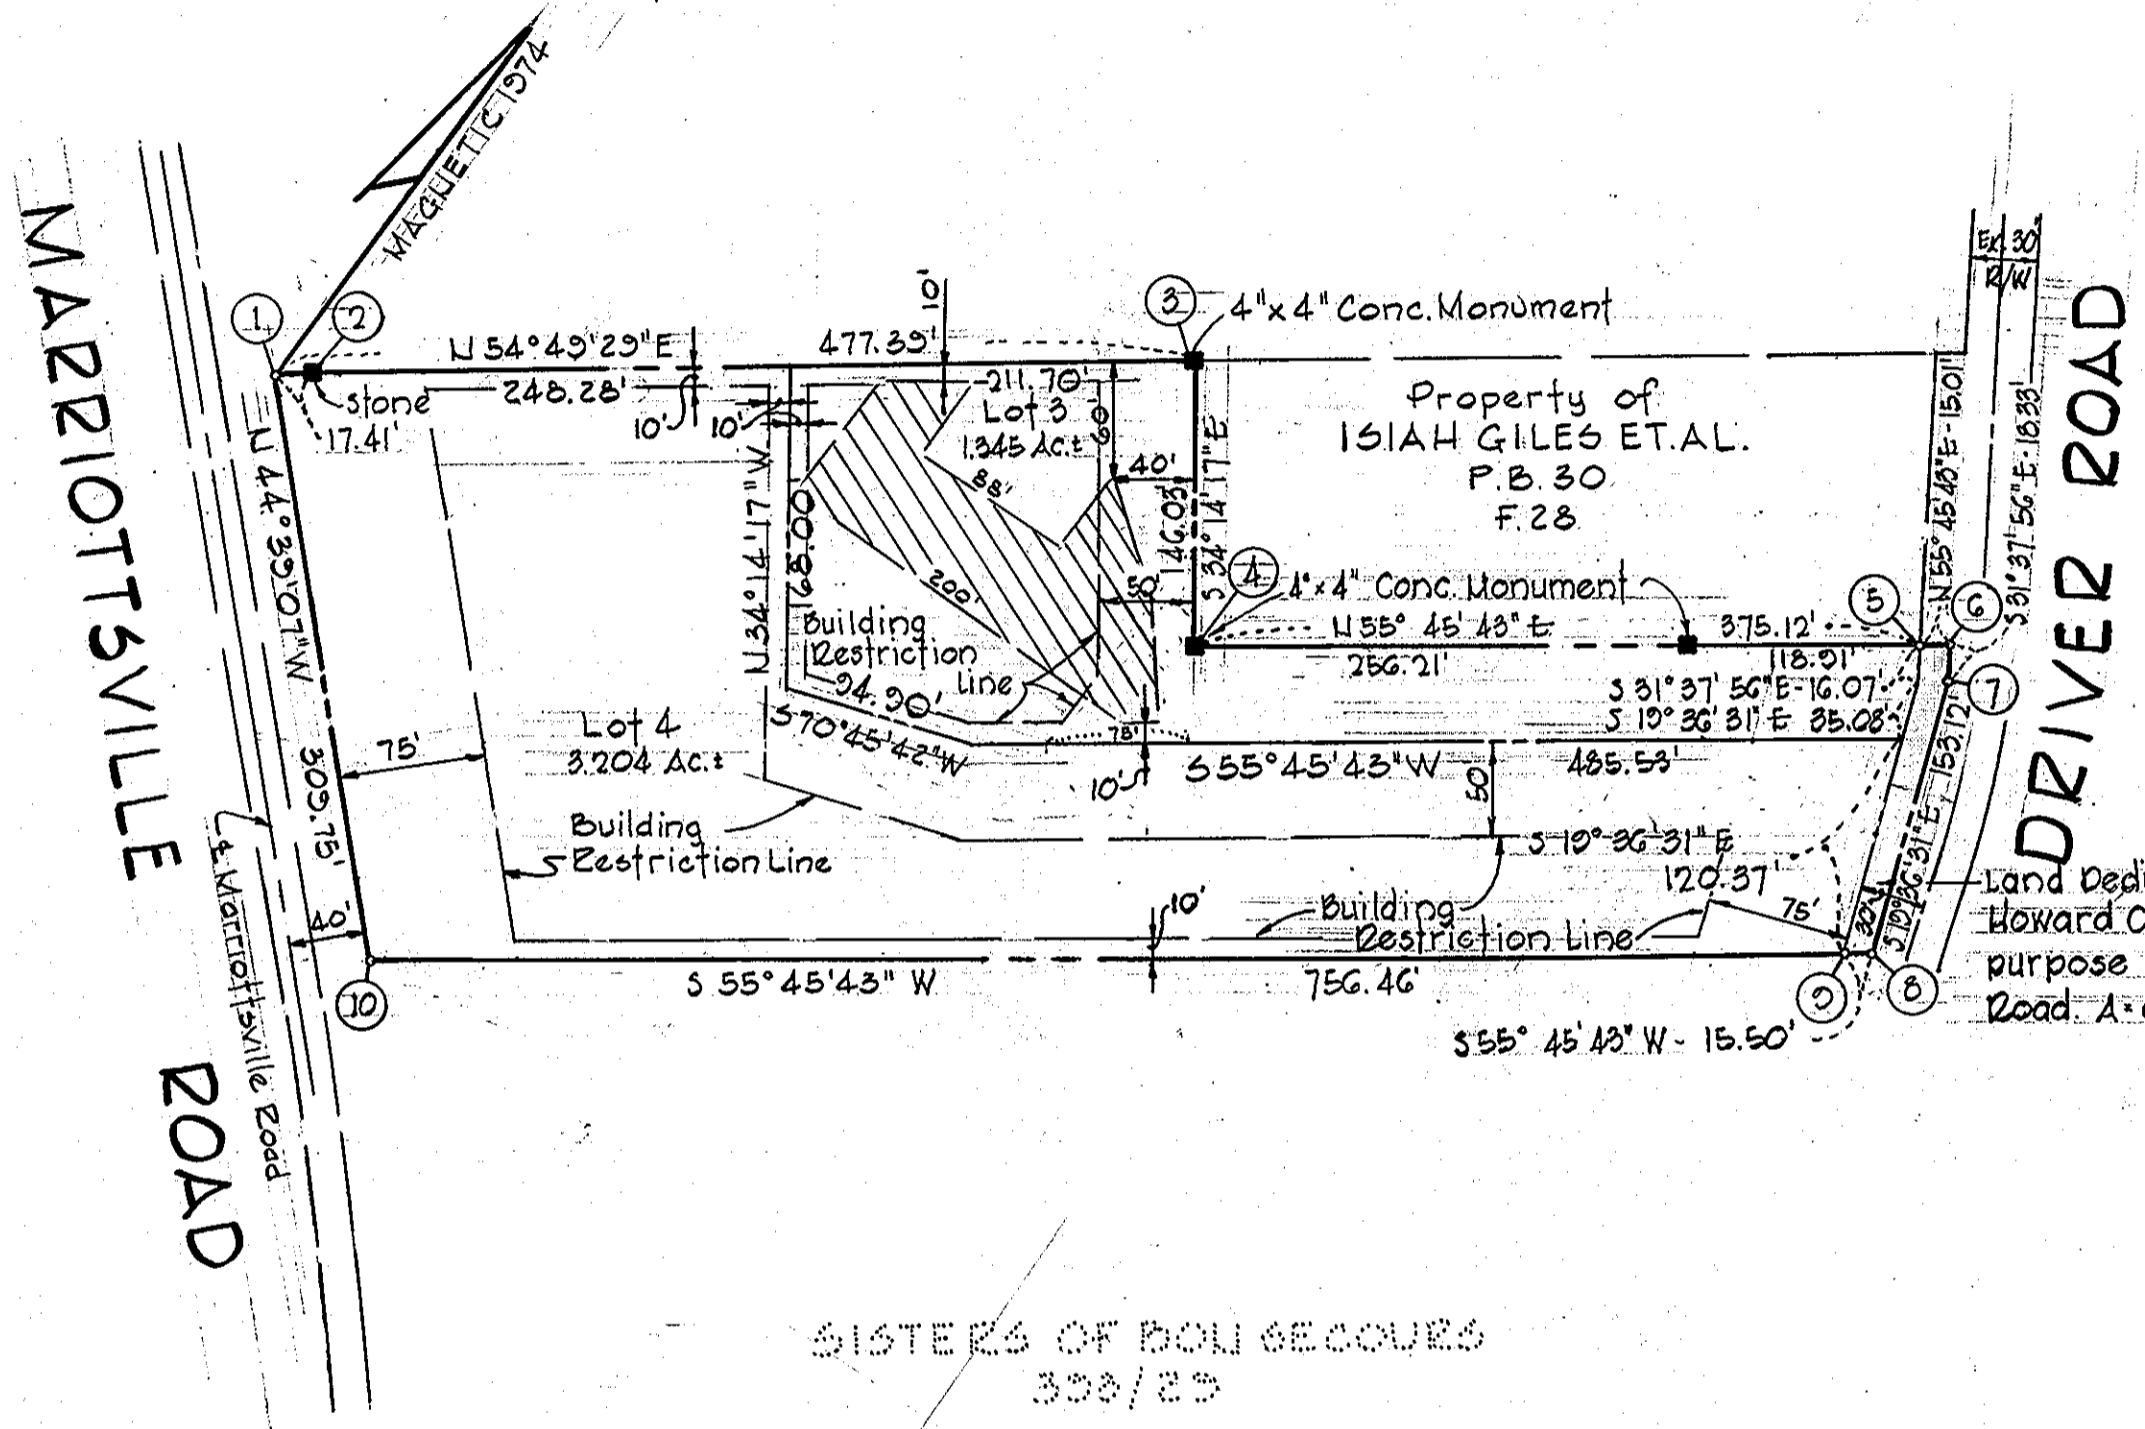 MAGNETIC 1974
MARRIOTTSVILLE
ROAD
DRIVER ROAD
Ex. 30'
R/W
1
2
3
4"x4" Conc. Monument
N 54°49'29" E
477.39'
10'
248.28'
211.70'
stone
17.41'
10'
10'
Lot 3
1.345 AC.±
60'
40'
88'
Property of
ISIAH GILES ET. AL.
P.B. 30
F. 28
N 44°39'07" W
309.75'
N 34°14'17" W
168.00'
146.03'
S 34°14'17" E
N 55°45'43" E - 15.01'
S 31°37'56" E - 18.33'
4
4"x4" Conc. Monument
5
6
50'
200'
Building
Restriction
Line
N 55° 45' 43" E
375.12'
256.21'
118.91'
94.90'
S 31°37'56" E - 16.07'
S 19°36'31" E 35.08'
7
Lot 4
3.204 AC.±
75'
S 70°45'42" W
78'
10'
S 55°45'43" W
485.53'
50'
153.12'
S 19°36'31" E
Building
Restriction Line
S 19°36'31" E
120.37'
75'
30'
Building
Restriction Line
10'
40'
Land Dedi
Howard C
purpose
Road. A=
S 55°45'43" W
756.46'
10
9
8
S 55° 45' 43" W - 15.50'
℄ Marriottsville Road
SISTERS OF BON SECOURS
398/29